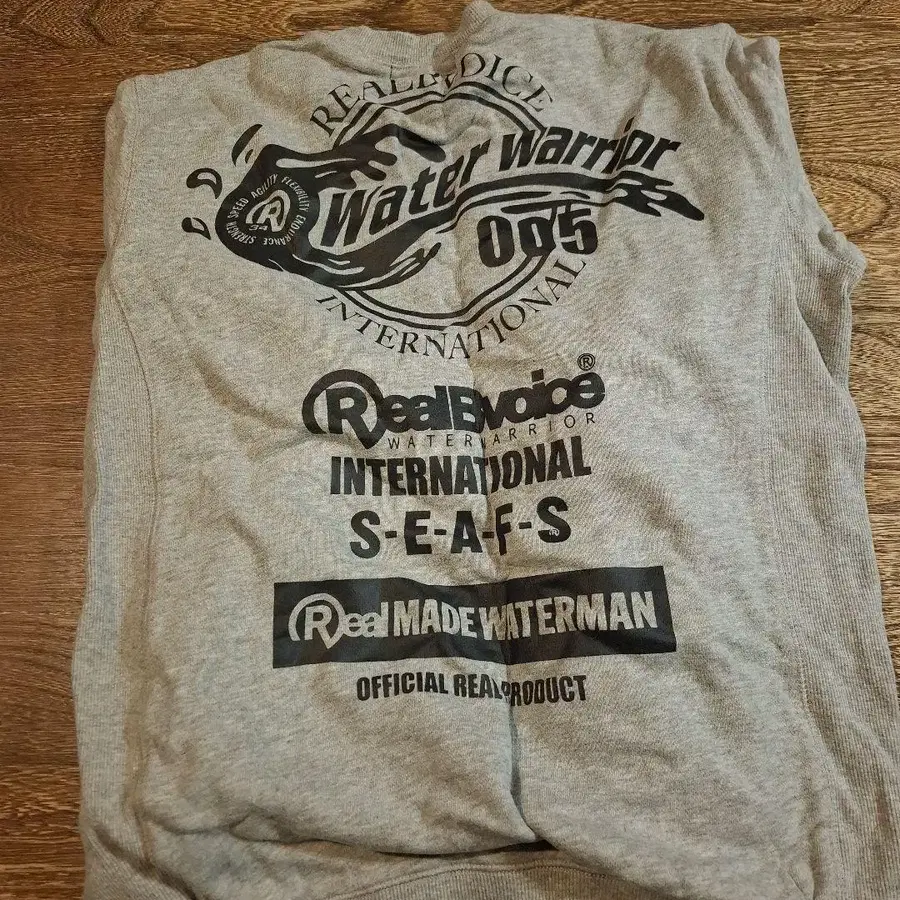 REALBVOICE
Water Warrior
005
SPEED AGILITY FLEXIBILITY ENDURANCE STRENGTH
R
34
INTERNATIONAL
RealBvoice®
WATERWARRIOR
INTERNATIONAL
S-E-A-F-S
®
Real MADE WATERMAN
OFFICIAL REAL PRODUCT